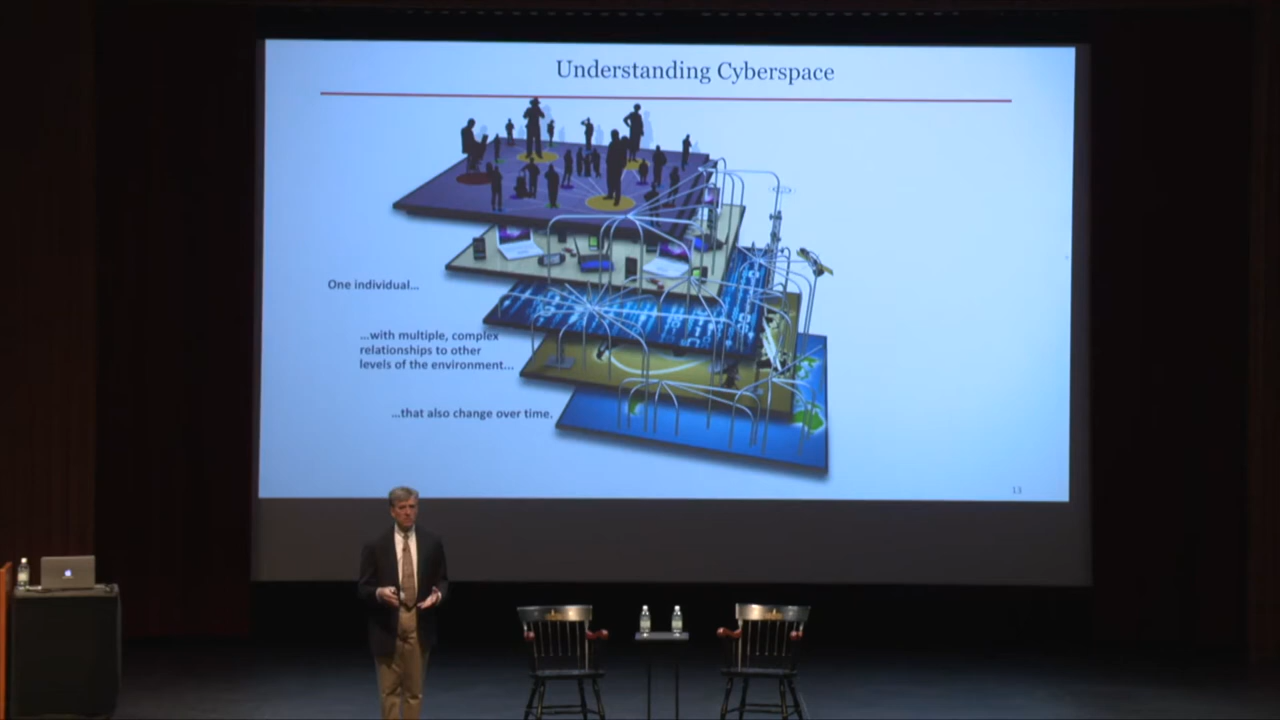 Understanding Cyberspace
One individual...
...with multiple, complex
relationships to other
levels of the environment...
...that also change over time.
13